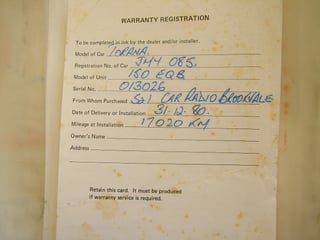 WARRANTY REGISTRATION
To be completed in ink by the dealer and/or installer.
Model of Car TORANA.
Registration No. of Car JHY 085.
Model of Unit 150 EQB
Serial No. 013026
From Whom Purchased S&1 CAR RADIO BROOKVALE
Date of Delivery or Installation 31-12-80.
Mileage at Installation 17020 KM
Owner's Name
Address
Retain this card. It must be produced
if warranty service is required.